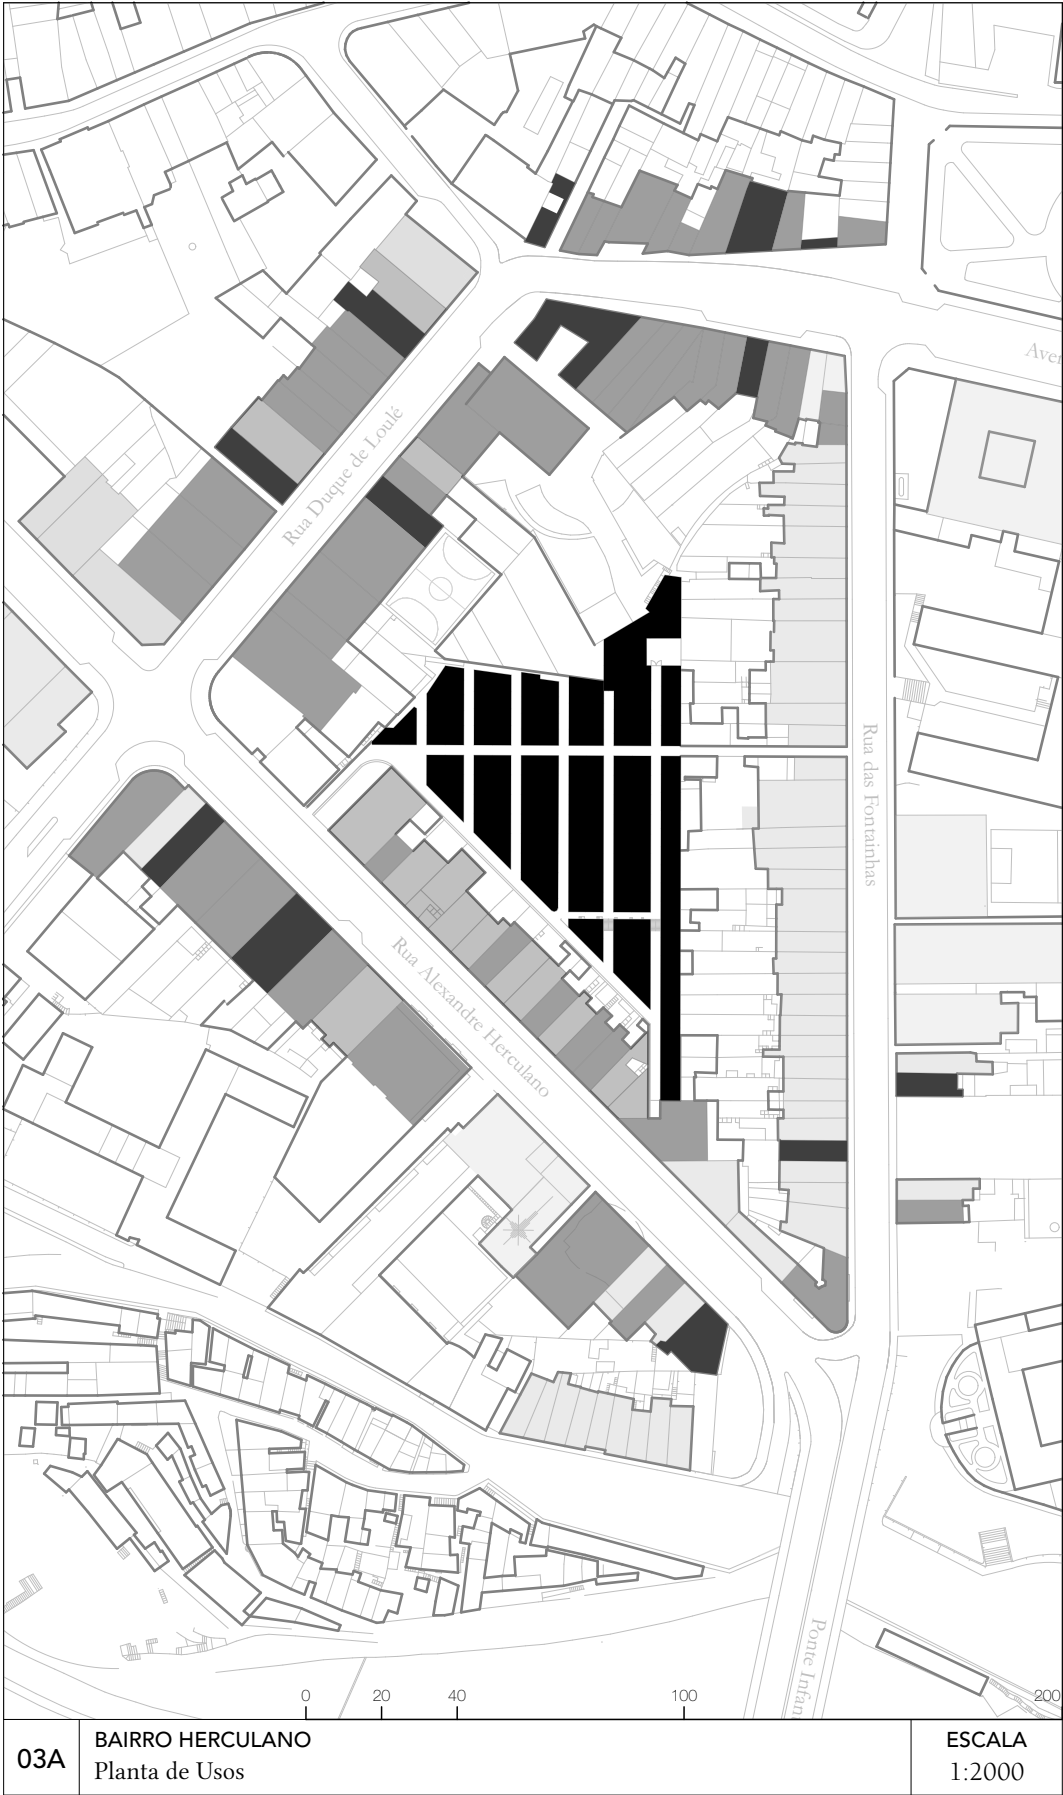 Aven
Rua Duque de Loulé
Rua das Fontainhas
Rua Alexandre Herculano
Ponte Infan
0 20 40 100 200
03A
BAIRRO HERCULANO
Planta de Usos
ESCALA
1:2000